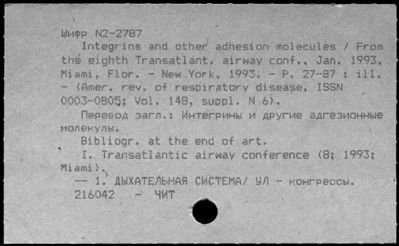 Шифр N2-2787
Integrins and other adhesion molecules / From
the eighth Transatlant. airway conf., Jan. 1993,
Miami, Flor. - New York, 1993. - P. 27-87 : ill.
- (Amer. rev. of respiratory disease, ISSN
0003-0805; Vol. 148, suppl. N 6).
Перевод загл.: Интегрины и другие адгезионные
молекулы.
Bibliogr. at the end of art.
I. Transatlantic airway conference (8; 1993;
Miami).
-- 1. ДЫХАТЕЛЬНАЯ СИСТЕМА/ УЛ - конгрессы.
216042 - ЧИТ